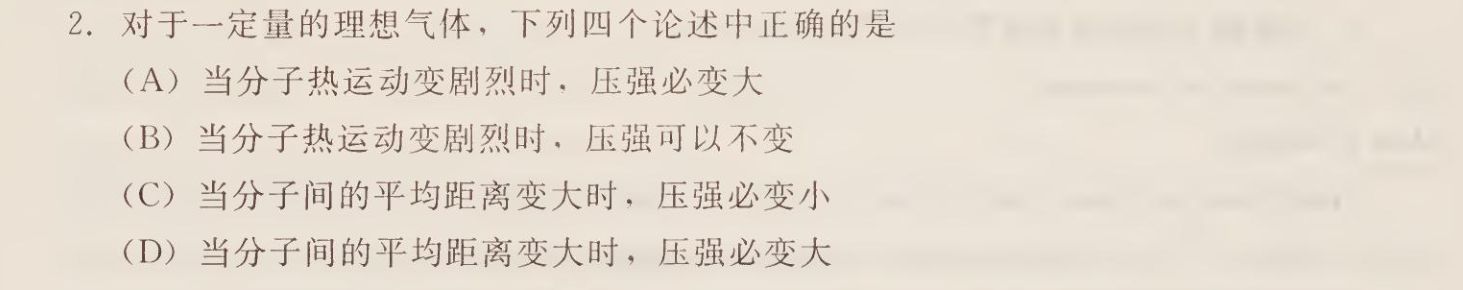 2. 对于一定量的理想气体，下列四个论述中正确的是
（A）当分子热运动变剧烈时，压强必变大
（B）当分子热运动变剧烈时，压强可以不变
（C）当分子间的平均距离变大时，压强必变小
（D）当分子间的平均距离变大时，压强必变大